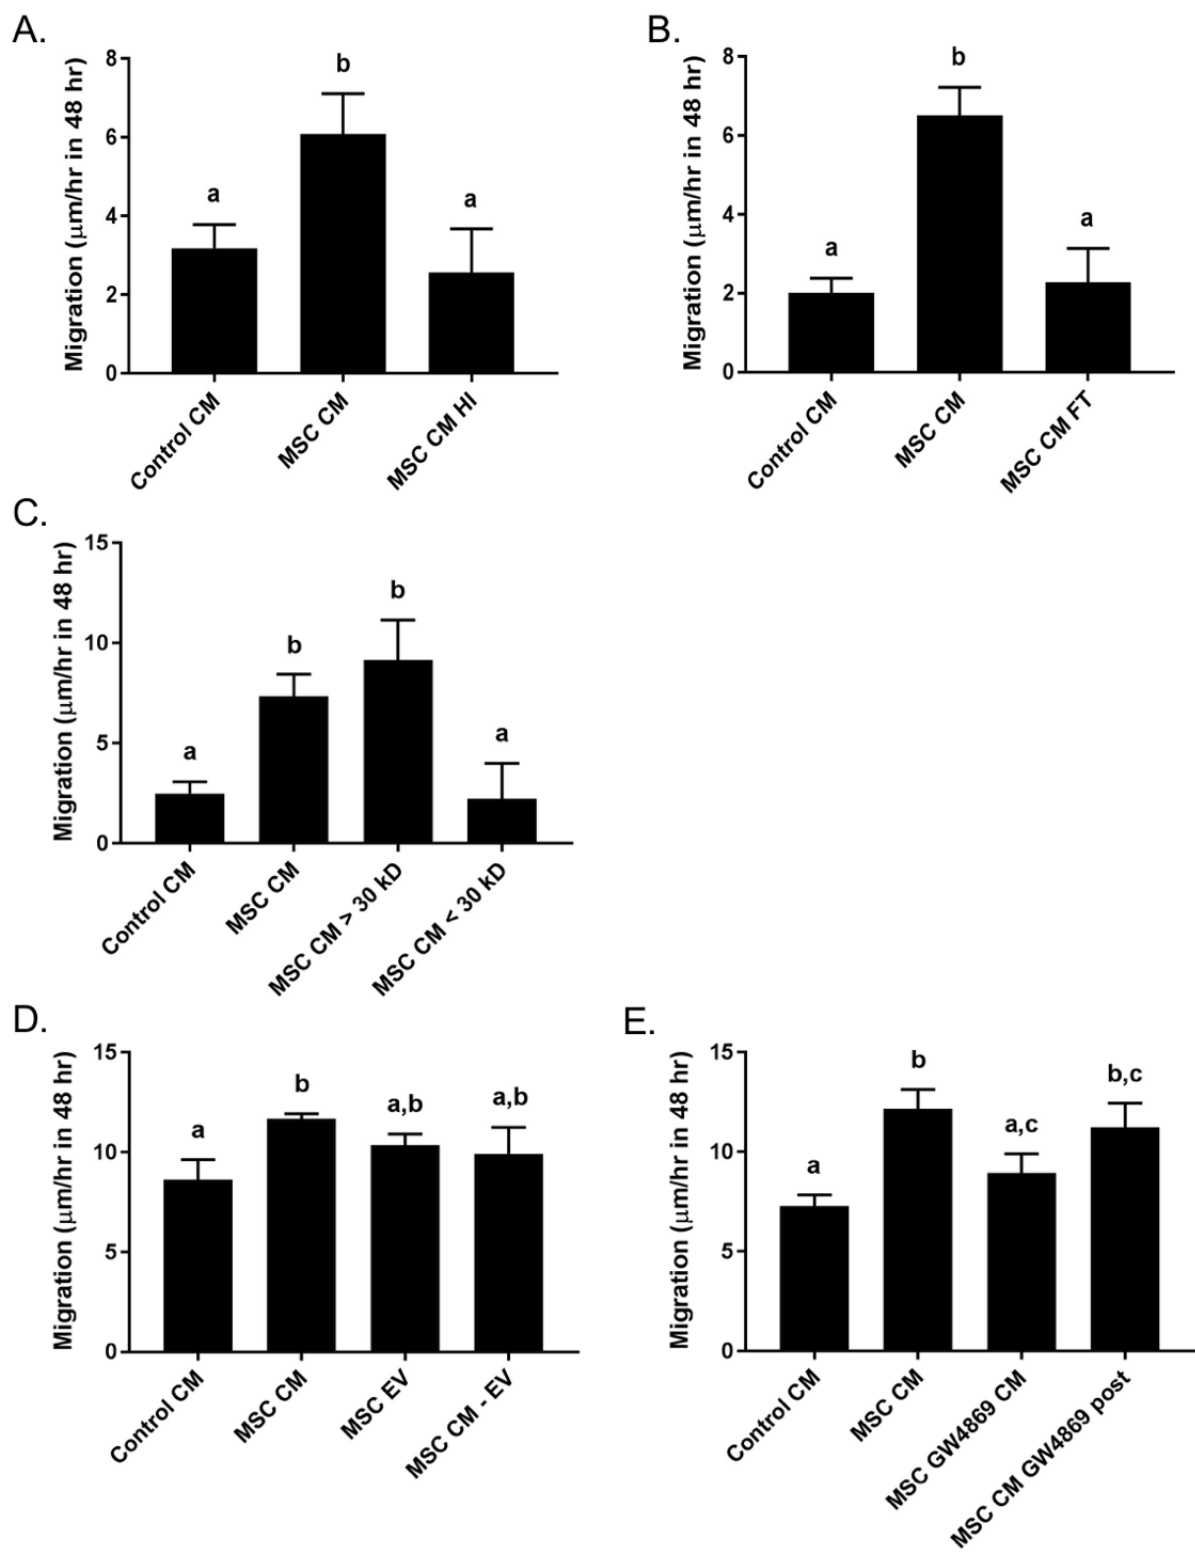 A.
Migration (μm/hr in 48 hr)
8
6
4
2
0
a
b
a
Control CM
MSC CM
MSC CM HI
B.
Migration (μm/hr in 48 hr)
8
6
4
2
0
a
b
a
Control CM
MSC CM
MSC CM FT
C.
Migration (μm/hr in 48 hr)
15
10
5
0
a
b
b
a
Control CM
MSC CM
MSC CM > 30 kD
MSC CM < 30 kD
D.
Migration (μm/hr in 48 hr)
15
10
5
0
a
b
a,b
a,b
Control CM
MSC CM
MSC EV
MSC CM - EV
E.
Migration (μm/hr in 48 hr)
15
10
5
0
a
b
a,c
b,c
Control CM
MSC CM
MSC GW4869 CM
MSC CM GW4869 post